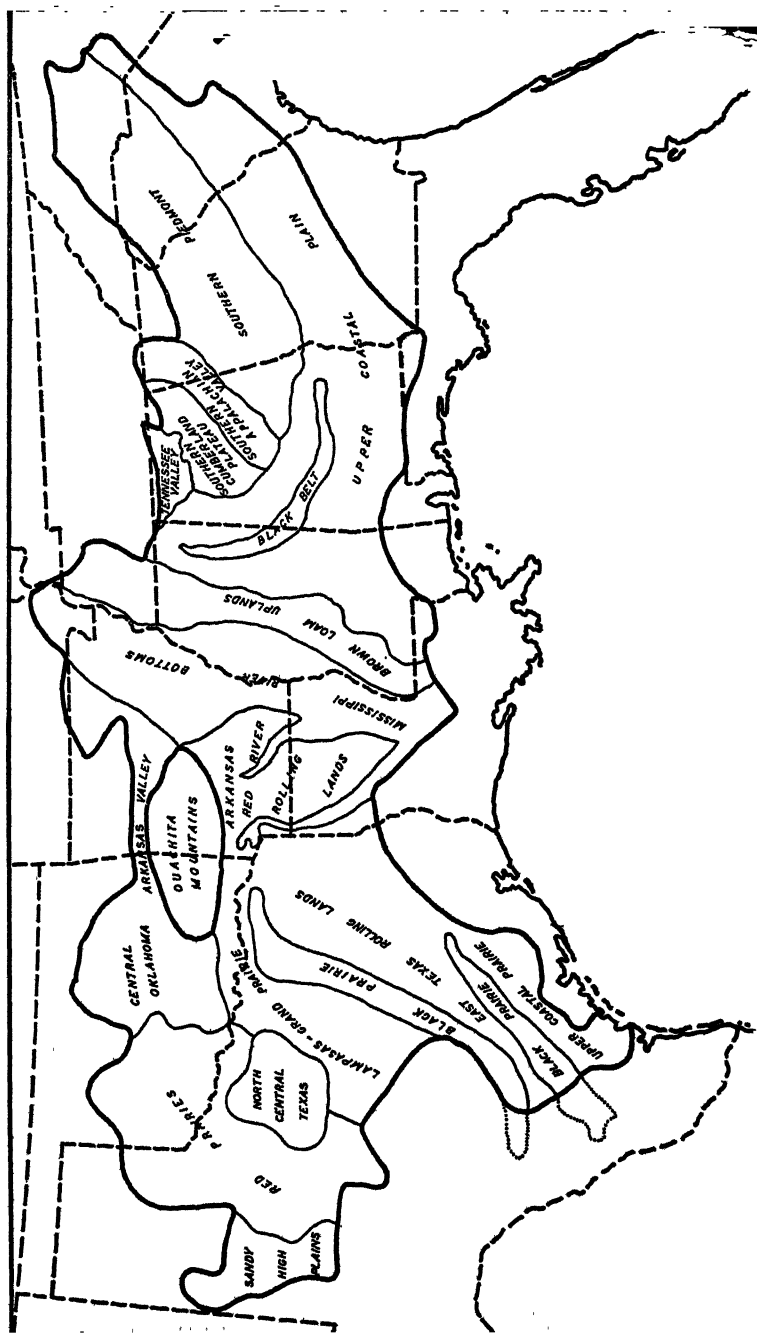 PIEDMONT
SOUTHERN
PLAIN
COASTAL
UPPER
SOUTHERN
APPALACHIAN
VALLEY
SOUTHERN
CUMBERLAND
PLATEAU
TENNESSEE
VALLEY
BLACK BELT
BROWN LOAM UPLANDS
MISSISSIPPI RIVER BOTTOMS
ARKANSAS VALLEY
OUACHITA
MOUNTAINS
ARKANSAS
RED RIVER
ROLLING
LANDS
CENTRAL
OKLAHOMA
EAST TEXAS ROLLING LANDS
BLACK PRAIRIE
BLACK PRAIRIE
UPPER COASTAL PRAIRIE
LAMPASAS-GRAND PRAIRIE
NORTH
CENTRAL
TEXAS
RED PRAIRIES
SANDY
HIGH
PLAINS